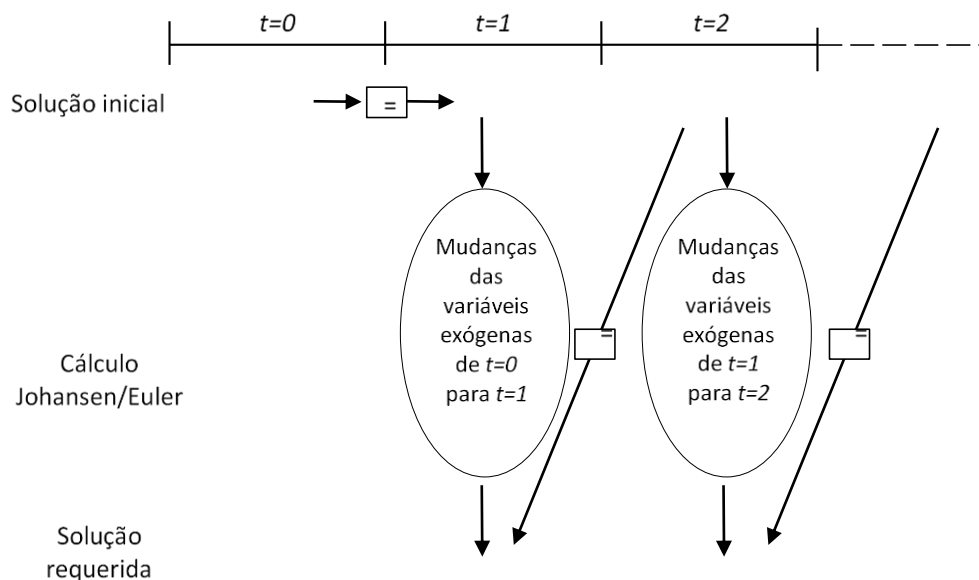 t=0 t=1 t=2
Solução inicial
=
Mudanças
das
variáveis
exógenas
de t=0
para t=1
=
Mudanças
das
variáveis
exógenas
de t=1
para t=2
=
Cálculo
Johansen/Euler
Solução
requerida